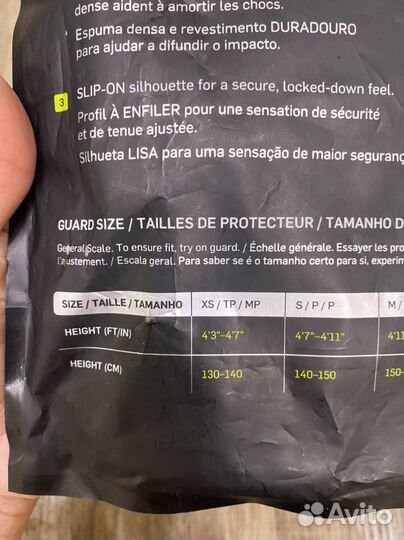 dense aident à amortir les chocs.
Espuma densa e revestimento DURADOURO
para ajudar a difundir o impacto.
3
SLIP-ON silhouette for a secure, locked-down feel.
Profil À ENFILER pour une sensation de sécurité
et de tenue ajustée.
Silhueta LISA para uma sensação de maior seguranç
GUARD SIZE / TAILLES DE PROTECTEUR / TAMANHO D
General Scale. To ensure fit, try on guard. / Échelle générale. Essayer les pro
l'ajustement. / Escala geral. Para saber se é o tamanho certo para si, experim
SIZE / TAILLE / TAMANHO XS / TP / MP S / P / P M /
HEIGHT (FT/IN) 4'3"–4'7" 4'7"–4'11" 4'11
HEIGHT (CM) 130–140 140–150 150–
Avito